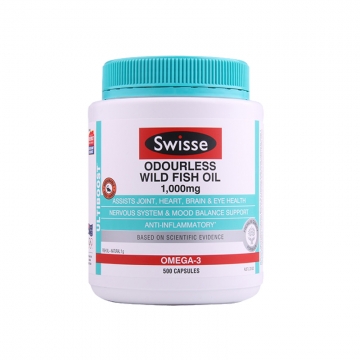 Swisse
ODOURLESS
WILD FISH OIL
1,000mg
ASSISTS JOINT, HEART, BRAIN & EYE HEALTH
NERVOUS SYSTEM & MOOD BALANCE SUPPORT
ANTI-INFLAMMATORY
BASED ON SCIENTIFIC EVIDENCE
OMEGA-3
500 CAPSULES
ULTIBOOST